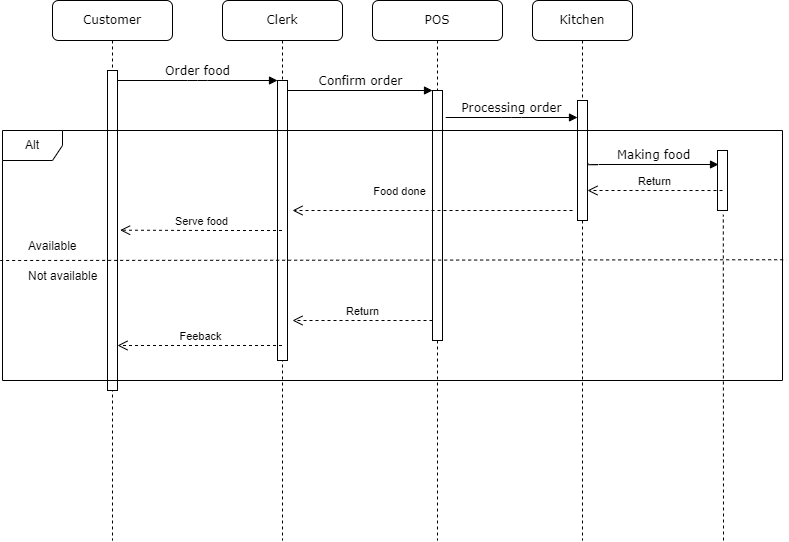 Customer
Clerk
POS
Kitchen
Order food
Confirm order
Processing order
Alt
Making food
Return
Food done
Serve food
Available
Not available
Return
Feeback